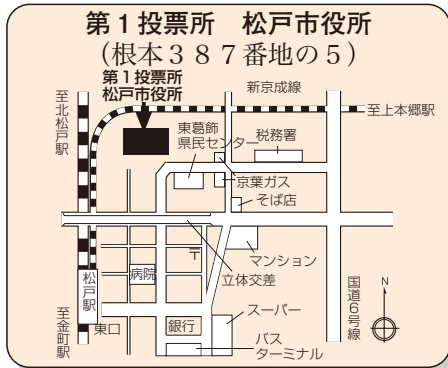 第１投票所　松戸市役所
（根本３８７番地の５）
第１投票所
松戸市役所
新京成線
至北松戸駅
至上本郷駅
東葛飾
県民センター
税務署
京葉ガス
そば店
〒
マンション
立体交差
病院
松戸駅
国道６号線
N
至金町駅
東口
銀行
スーパー
バス
ターミナル